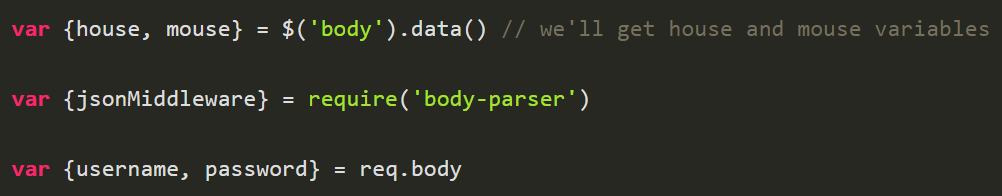 var {house, mouse} = $('body').data() // we'll get house and mouse variables
var {jsonMiddleware} = require('body-parser')
var {username, password} = req.body